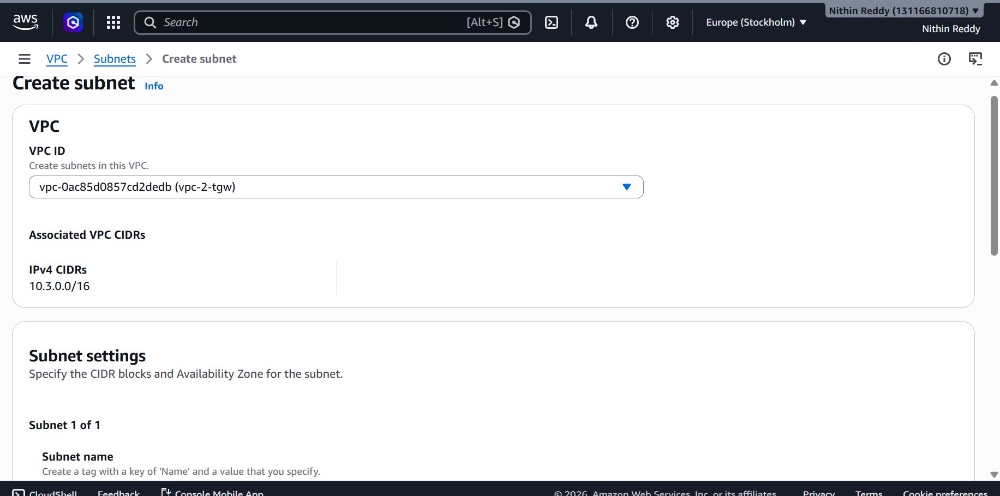 aws
Search
[Alt+S]
Europe (Stockholm)
Nithin Reddy (131166810718)
Nithin Reddy
VPC
Subnets
Create subnet
Create subnet
Info
VPC
VPC ID
Create subnets in this VPC.
vpc-0ac85d0857cd2dedb (vpc-2-tgw)
Associated VPC CIDRs
IPv4 CIDRs
10.3.0.0/16
Subnet settings
Specify the CIDR blocks and Availability Zone for the subnet.
Subnet 1 of 1
Subnet name
Create a tag with a key of 'Name' and a value that you specify.
CloudShell
Feedback
Console Mobile App
© 2026, Amazon Web Services, Inc. or its affiliates.
Privacy
Terms
Cookie preferences